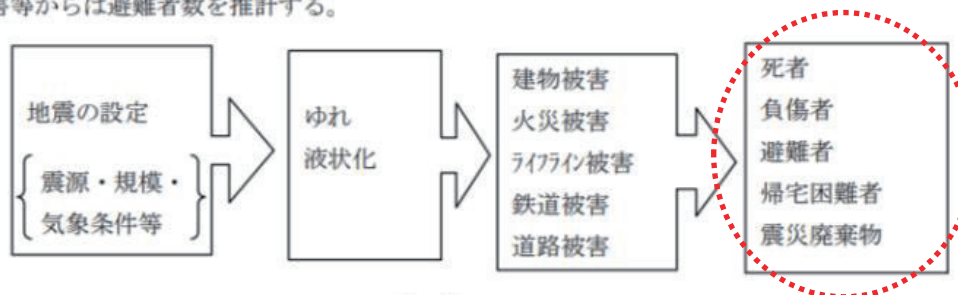 害等からは避難者数を推計する。
地震の設定
震源・規模・
気象条件等
ゆれ
液状化
建物被害
火災被害
ﾗｲﾌﾗｲﾝ被害
鉄道被害
道路被害
死者
負傷者
避難者
帰宅困難者
震災廃棄物